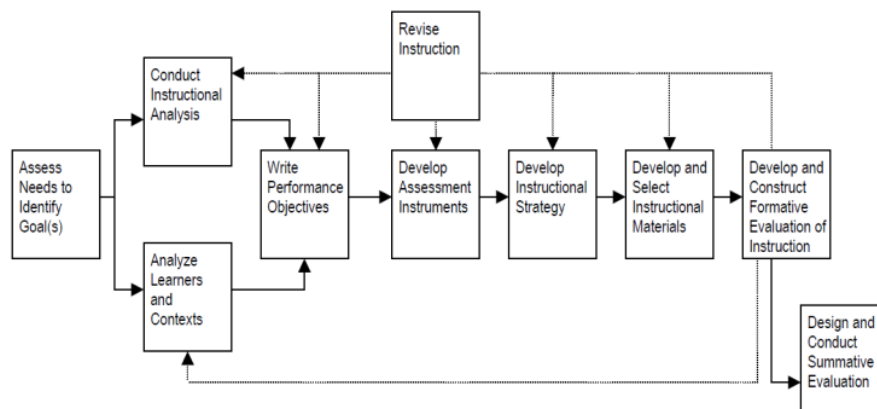 Revise
Instruction
Conduct
Instructional
Analysis
Assess
Needs to
Identify
Goal(s)
Write
Performance
Objectives
Develop
Assessment
Instruments
Develop
Instructional
Strategy
Develop and
Select
Instructional
Materials
Develop and
Construct
Formative
Evaluation of
Instruction
Analyze
Learners
and
Contexts
Design and
Conduct
Summative
Evaluation